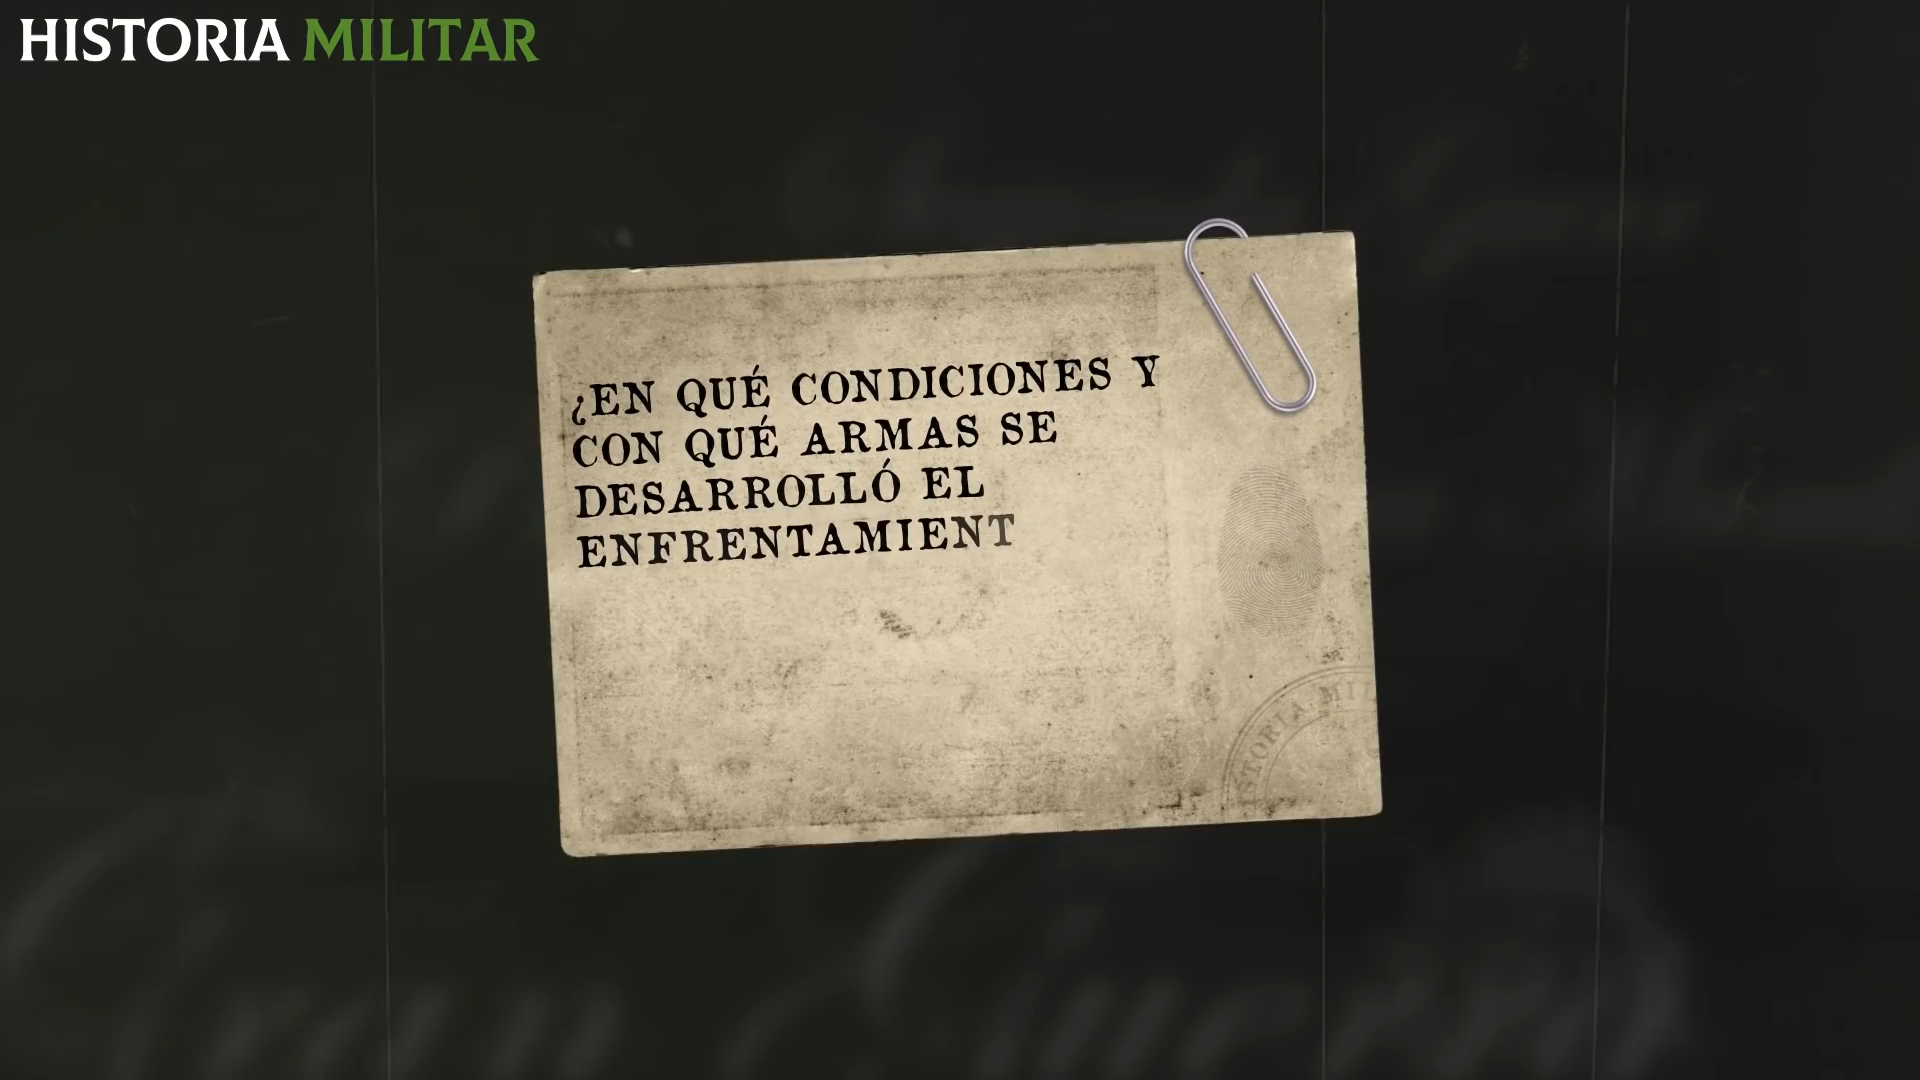 HISTORIA MILITAR
¿EN QUÉ CONDICIONES Y
CON QUÉ ARMAS SE
DESARROLLÓ EL
ENFRENTAMIENT